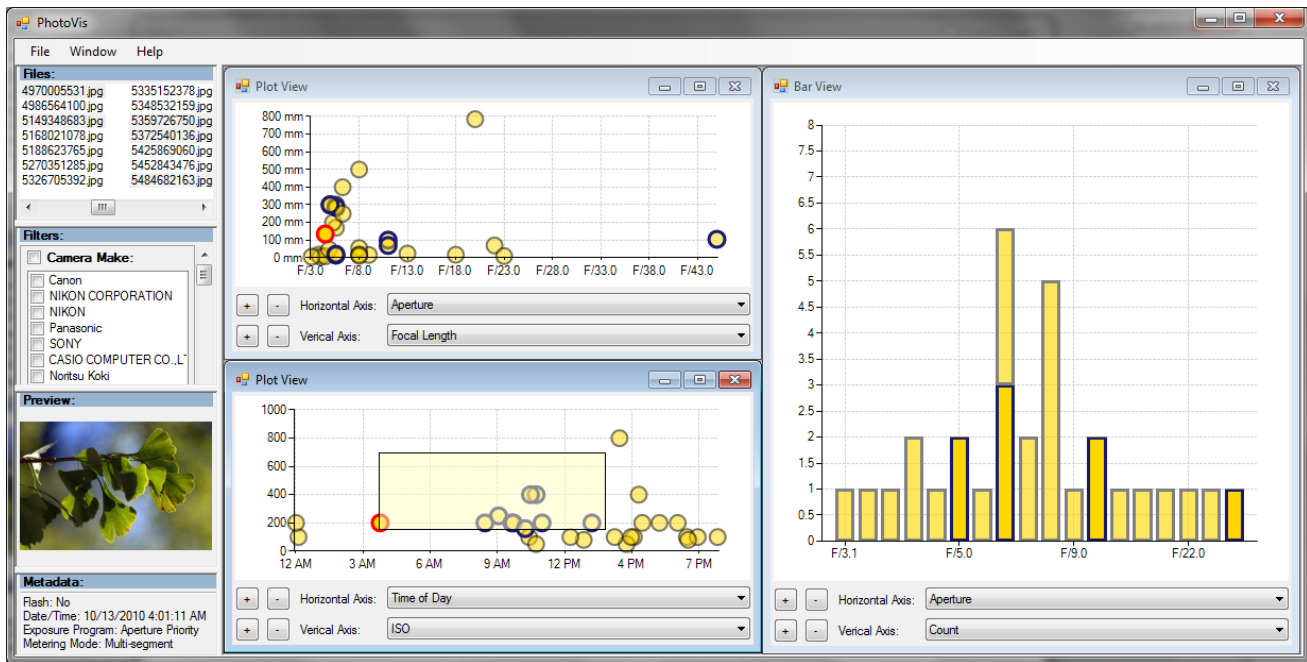 PhotoVis
File Window Help
Files:
4970005531.jpg 5335152378.jpg
4986564100.jpg 5348532159.jpg
5149348683.jpg 5359726750.jpg
5168021078.jpg 5372540136.jpg
5188623765.jpg 5425869060.jpg
5270351285.jpg 5452843476.jpg
5326705392.jpg 5484682163.jpg
Filters:
Camera Make:
Canon
NIKON CORPORATION
NIKON
Panasonic
SONY
CASIO COMPUTER CO.,LT
Noritsu Koki
Preview:
Metadata:
Flash: No
Date/Time: 10/13/2010 4:01:11 AM
Exposure Program: Aperture Priority
Metering Mode: Multi-segment
Plot View
800 mm
700 mm
600 mm
500 mm
400 mm
300 mm
200 mm
100 mm
0 mm
F/3.0 F/8.0 F/13.0 F/18.0 F/23.0 F/28.0 F/33.0 F/38.0 F/43.0
+ - Horizontal Axis: Aperture
+ - Verical Axis: Focal Length
Plot View
1000
800
600
400
200
0
12 AM 3 AM 6 AM 9 AM 12 PM 4 PM 7 PM
+ - Horizontal Axis: Time of Day
+ - Verical Axis: ISO
Bar View
8
7.5
7
6.5
6
5.5
5
4.5
4
3.5
3
2.5
2
1.5
1
0.5
0
F/3.1 F/5.0 F/9.0 F/22.0
+ - Horizontal Axis: Aperture
+ - Verical Axis: Count